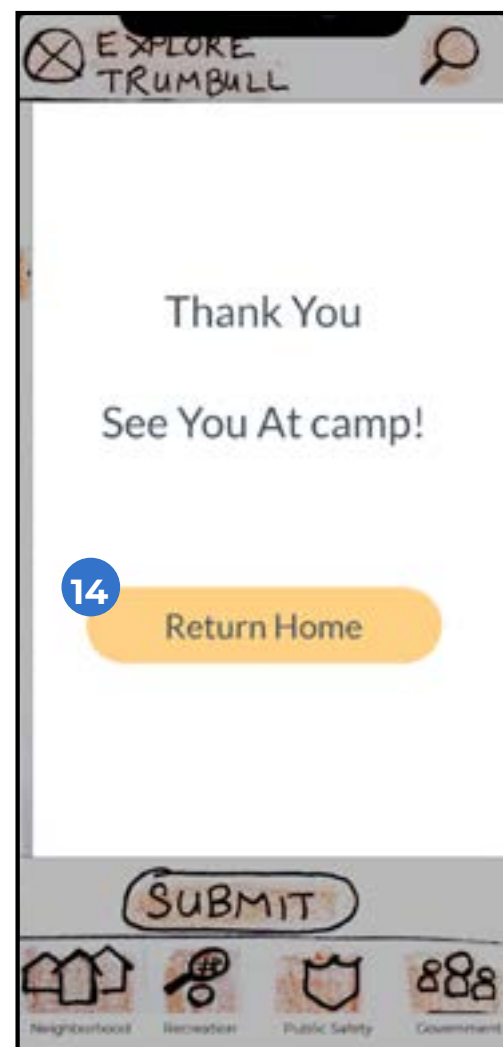 EXPLORE
TRUMBULL
Thank You
See You At camp!
14
Return Home
SUBMIT
Neighborhood Recreation Public Safety Government